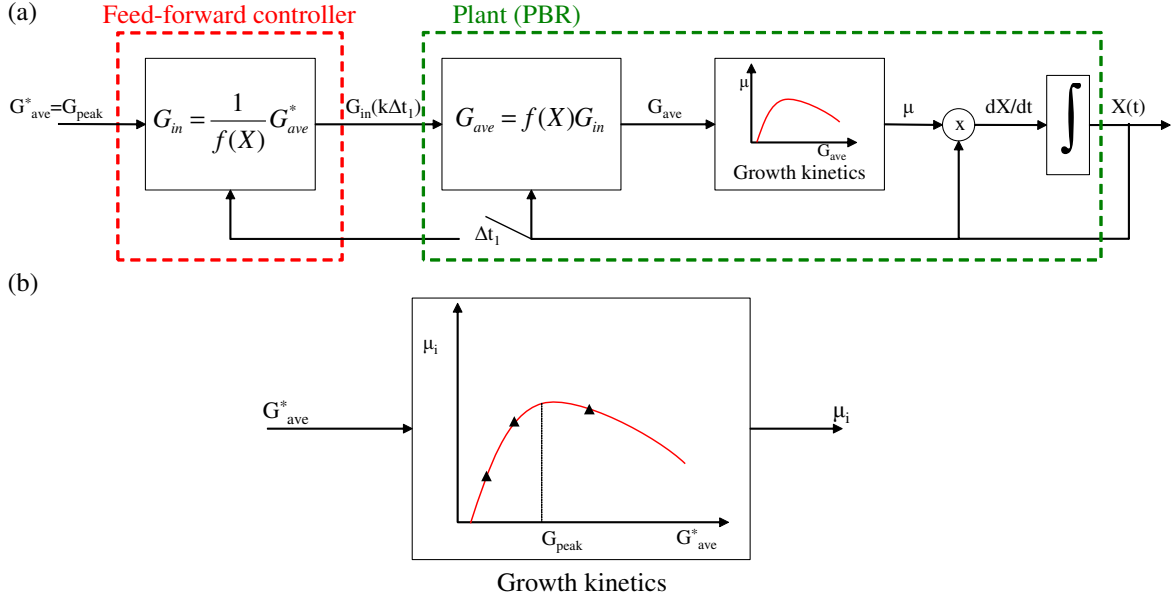 (a)
Feed-forward controller
Plant (PBR)
G*ave=Gpeak
Gin = 1/f(X) G*ave
Gin(kΔt1)
Gave = f(X)Gin
Gave
μ
Gave
Growth kinetics
μ
x
dX/dt
∫
X(t)
Δt1
(b)
G*ave
μi
Gpeak
G*ave
μi
Growth kinetics